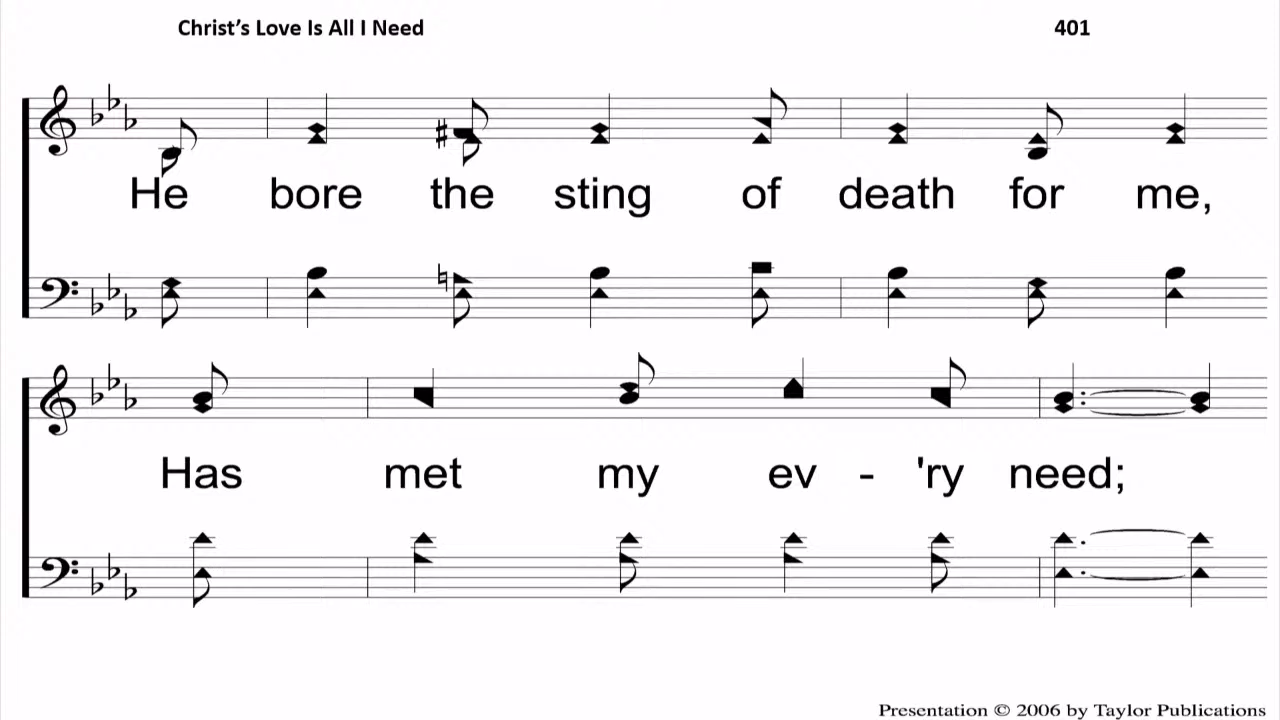 Christ’s Love Is All I Need 401
He bore the sting of death for me,
Has met my ev - 'ry need;
Presentation © 2006 by Taylor Publications